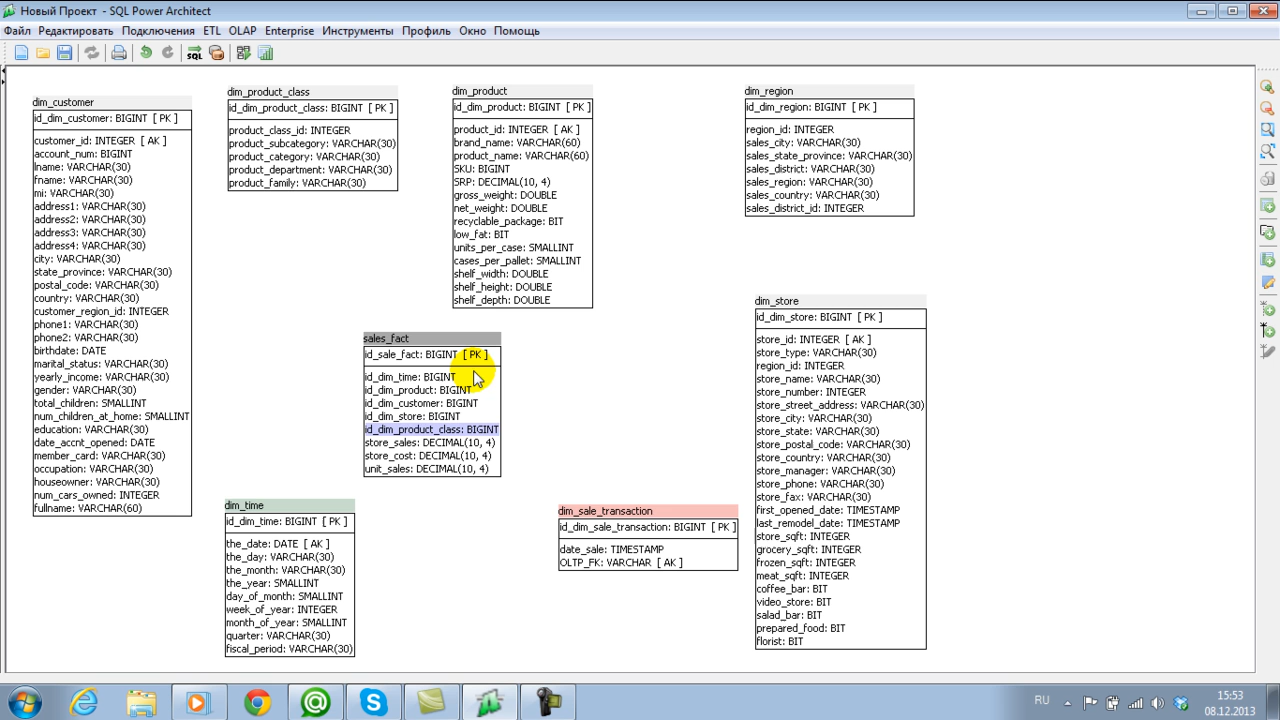 Новый Проект - SQL Power Architect
Файл Редактировать Подключения ETL OLAP Enterprise Инструменты Профиль Окно Помощь
SQL
dim_customer
id_dim_customer: BIGINT [ PK ]
customer_id: INTEGER [ AK ]
account_num: BIGINT
lname: VARCHAR(30)
fname: VARCHAR(30)
mi: VARCHAR(30)
address1: VARCHAR(30)
address2: VARCHAR(30)
address3: VARCHAR(30)
address4: VARCHAR(30)
city: VARCHAR(30)
state_province: VARCHAR(30)
postal_code: VARCHAR(30)
country: VARCHAR(30)
customer_region_id: INTEGER
phone1: VARCHAR(30)
phone2: VARCHAR(30)
birthdate: DATE
marital_status: VARCHAR(30)
yearly_income: VARCHAR(30)
gender: VARCHAR(30)
total_children: SMALLINT
num_children_at_home: SMALLINT
education: VARCHAR(30)
date_accnt_opened: DATE
member_card: VARCHAR(30)
occupation: VARCHAR(30)
houseowner: VARCHAR(30)
num_cars_owned: INTEGER
fullname: VARCHAR(60)
dim_product_class
id_dim_product_class: BIGINT [ PK ]
product_class_id: INTEGER
product_subcategory: VARCHAR(30)
product_category: VARCHAR(30)
product_department: VARCHAR(30)
product_family: VARCHAR(30)
dim_product
id_dim_product: BIGINT [ PK ]
product_id: INTEGER [ AK ]
brand_name: VARCHAR(60)
product_name: VARCHAR(60)
SKU: BIGINT
SRP: DECIMAL(10, 4)
gross_weight: DOUBLE
net_weight: DOUBLE
recyclable_package: BIT
low_fat: BIT
units_per_case: SMALLINT
cases_per_pallet: SMALLINT
shelf_width: DOUBLE
shelf_height: DOUBLE
shelf_depth: DOUBLE
dim_region
id_dim_region: BIGINT [ PK ]
region_id: INTEGER
sales_city: VARCHAR(30)
sales_state_province: VARCHAR(30)
sales_district: VARCHAR(30)
sales_region: VARCHAR(30)
sales_country: VARCHAR(30)
sales_district_id: INTEGER
sales_fact
id_sale_fact: BIGINT [ PK ]
id_dim_time: BIGINT
id_dim_product: BIGINT
id_dim_customer: BIGINT
id_dim_store: BIGINT
id_dim_product_class: BIGINT
store_sales: DECIMAL(10, 4)
store_cost: DECIMAL(10, 4)
unit_sales: DECIMAL(10, 4)
dim_store
id_dim_store: BIGINT [ PK ]
store_id: INTEGER [ AK ]
store_type: VARCHAR(30)
region_id: INTEGER
store_name: VARCHAR(30)
store_number: INTEGER
store_street_address: VARCHAR(30)
store_city: VARCHAR(30)
store_state: VARCHAR(30)
store_postal_code: VARCHAR(30)
store_country: VARCHAR(30)
store_manager: VARCHAR(30)
store_phone: VARCHAR(30)
store_fax: VARCHAR(30)
first_opened_date: TIMESTAMP
last_remodel_date: TIMESTAMP
store_sqft: INTEGER
grocery_sqft: INTEGER
frozen_sqft: INTEGER
meat_sqft: INTEGER
coffee_bar: BIT
video_store: BIT
salad_bar: BIT
prepared_food: BIT
florist: BIT
dim_time
id_dim_time: BIGINT [ PK ]
the_date: DATE [ AK ]
the_day: VARCHAR(30)
the_month: VARCHAR(30)
the_year: SMALLINT
day_of_month: SMALLINT
week_of_year: INTEGER
month_of_year: SMALLINT
quarter: VARCHAR(30)
fiscal_period: VARCHAR(30)
dim_sale_transaction
id_dim_sale_transaction: BIGINT [ PK ]
date_sale: TIMESTAMP
OLTP_FK: VARCHAR [ AK ]
RU
15:53
08.12.2013